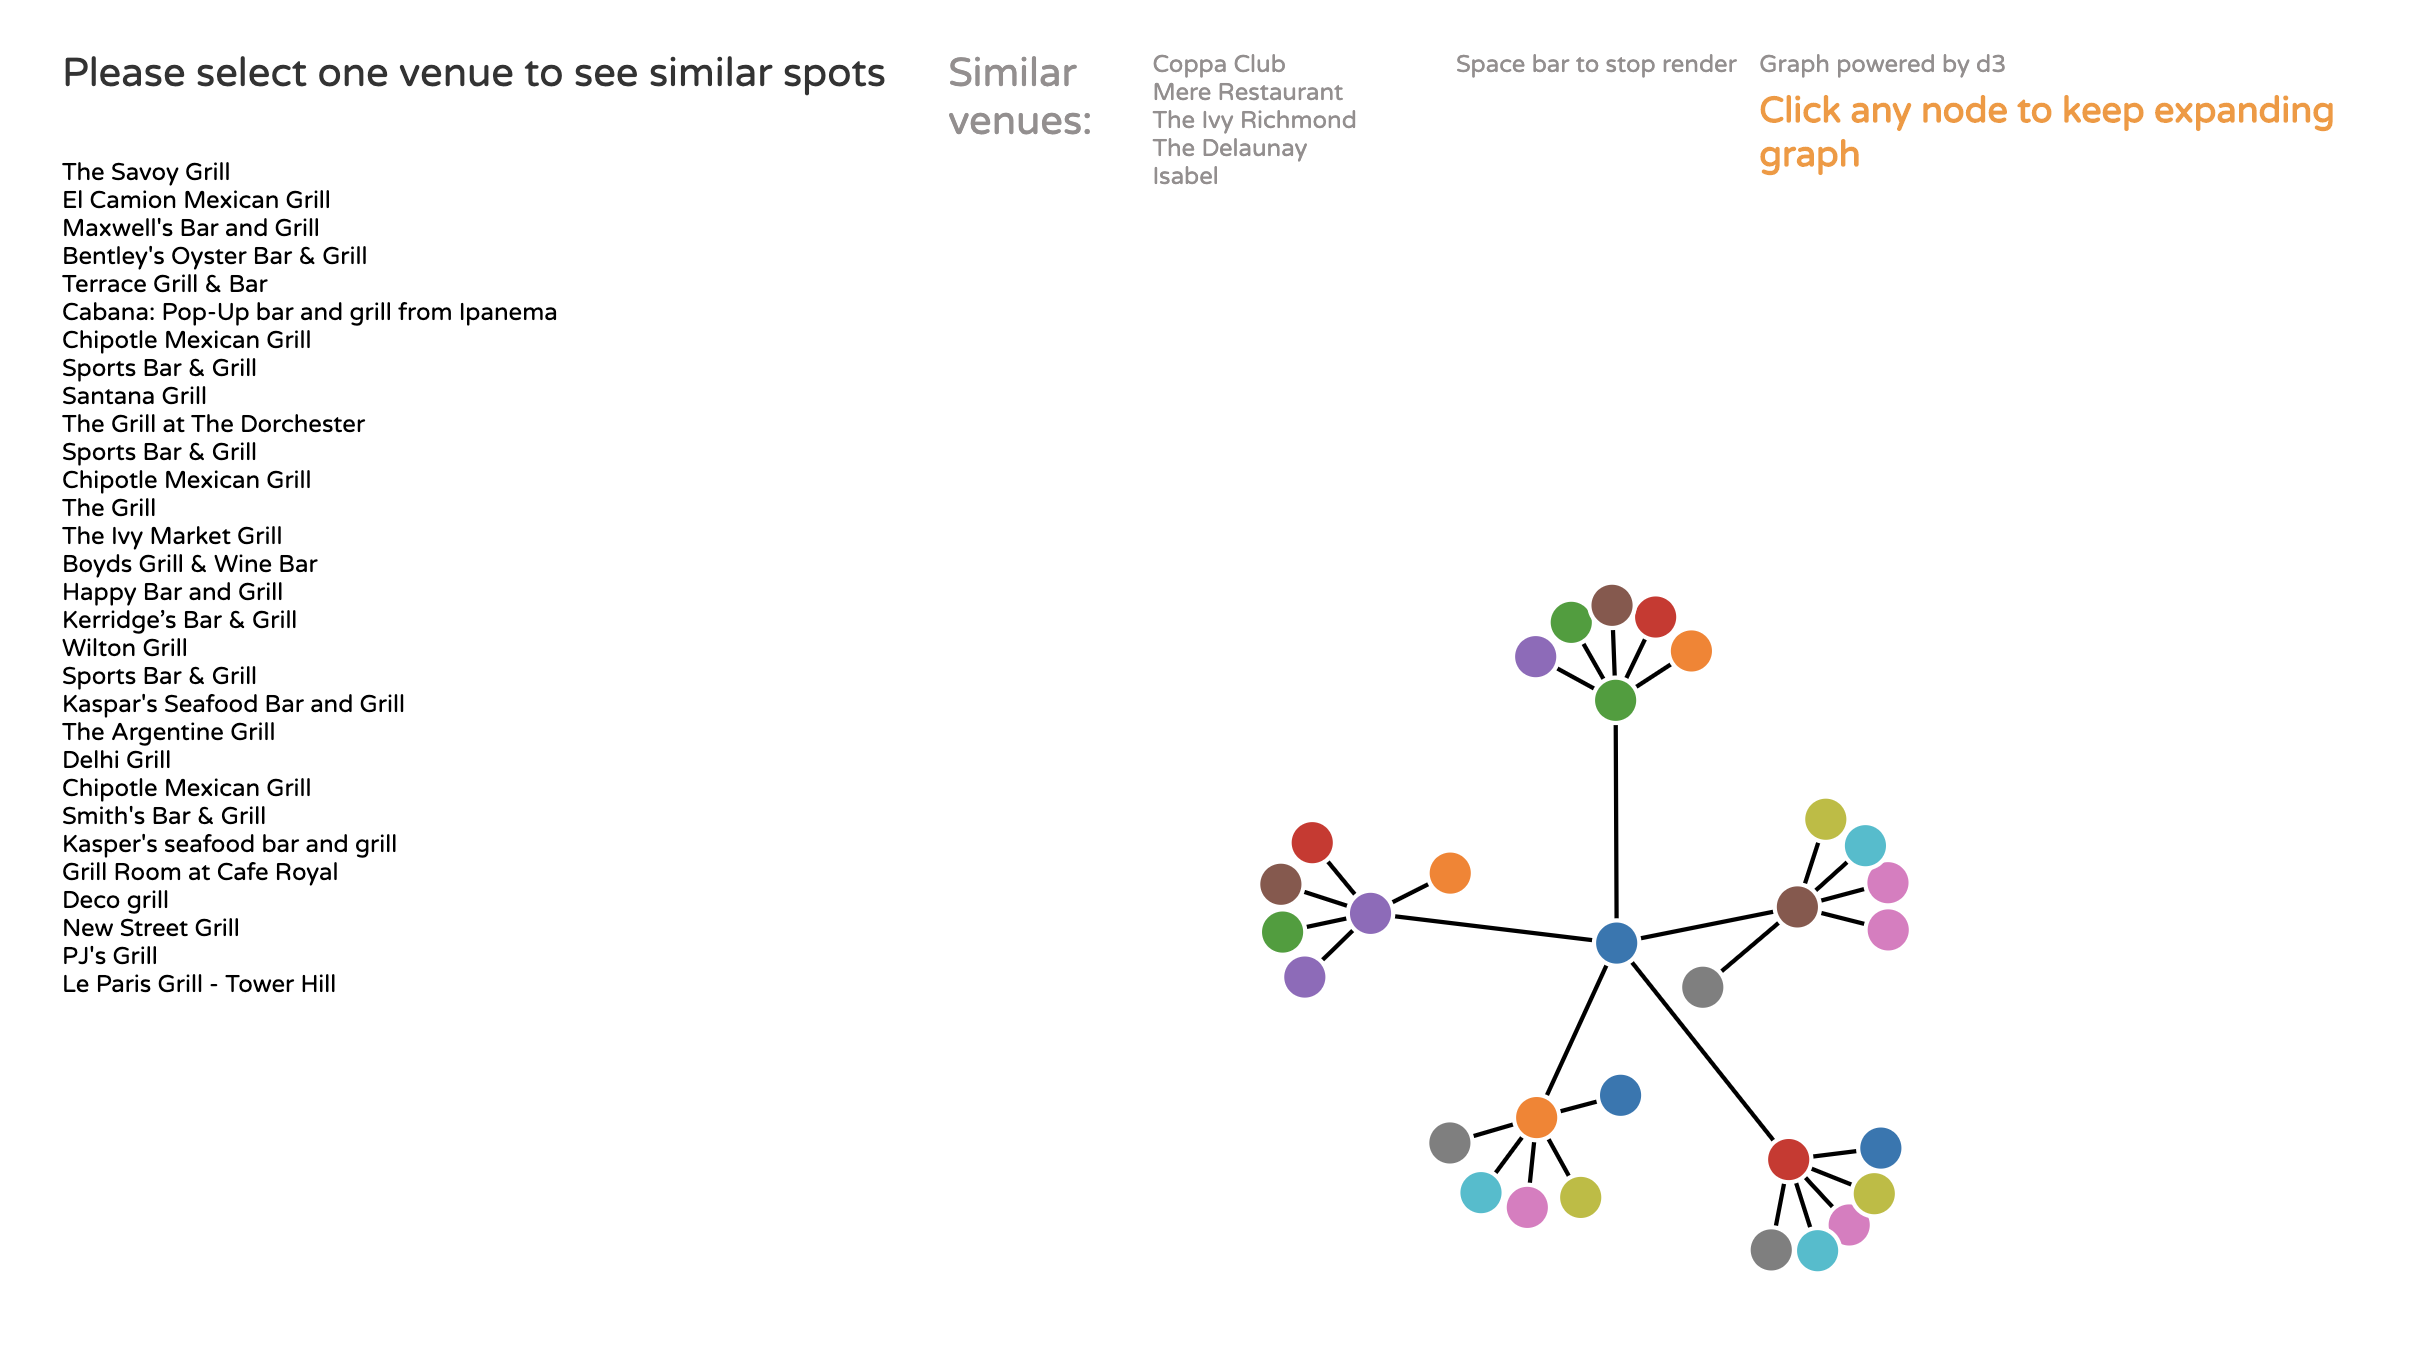 Please select one venue to see similar spots
The Savoy Grill
El Camion Mexican Grill
Maxwell's Bar and Grill
Bentley's Oyster Bar & Grill
Terrace Grill & Bar
Cabana: Pop-Up bar and grill from Ipanema
Chipotle Mexican Grill
Sports Bar & Grill
Santana Grill
The Grill at The Dorchester
Sports Bar & Grill
Chipotle Mexican Grill
The Grill
The Ivy Market Grill
Boyds Grill & Wine Bar
Happy Bar and Grill
Kerridge’s Bar & Grill
Wilton Grill
Sports Bar & Grill
Kaspar's Seafood Bar and Grill
The Argentine Grill
Delhi Grill
Chipotle Mexican Grill
Smith's Bar & Grill
Kasper's seafood bar and grill
Grill Room at Cafe Royal
Deco grill
New Street Grill
PJ's Grill
Le Paris Grill - Tower Hill
Similar
venues:
Coppa Club
Mere Restaurant
The Ivy Richmond
The Delaunay
Isabel
Space bar to stop render
Graph powered by d3
Click any node to keep expanding
graph